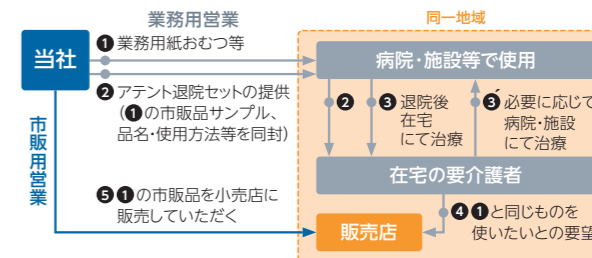 業務用営業
同一地域
当社
❶業務用紙おむつ等
病院・施設等で使用
❷アテント退院セットの提供
（❶の市販品サンプル、
品名・使用方法等を同封）
❷
❸退院後
在宅
にて治療
❸´必要に応じて
病院・施設
にて治療
市販用営業
在宅の要介護者
❺❶の市販品を小売店に
販売していただく
販売店
❹❶と同じものを
使いたいとの要望